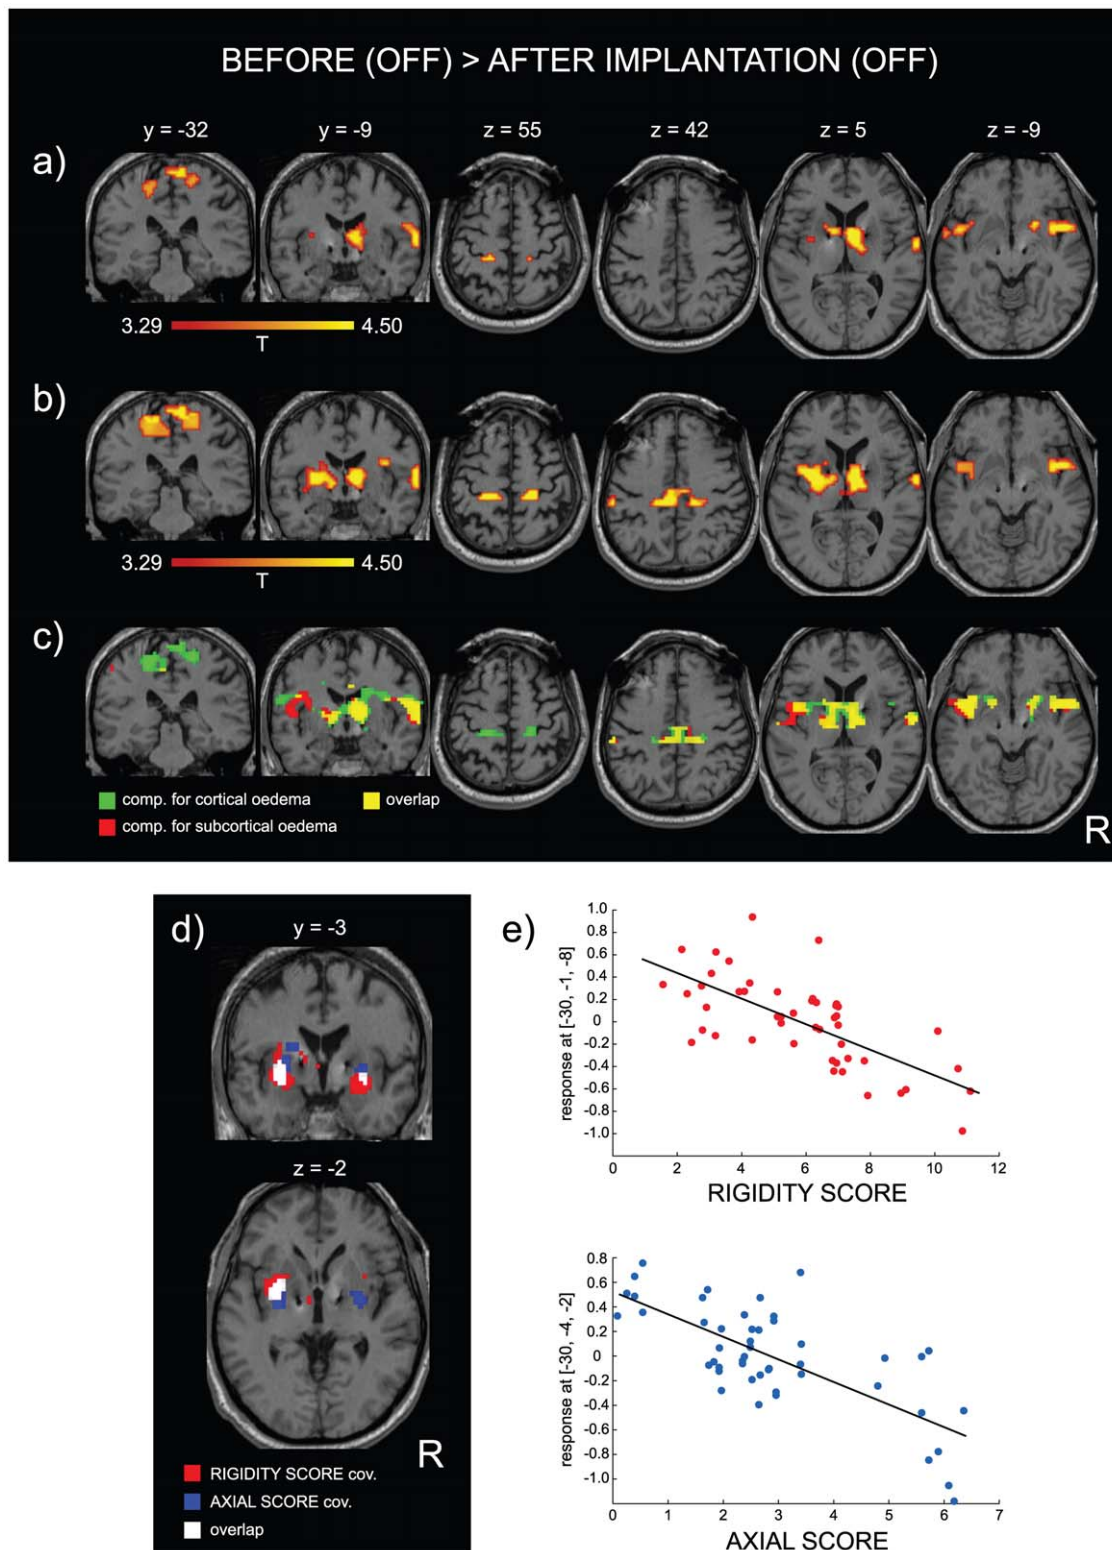 BEFORE (OFF) > AFTER IMPLANTATION (OFF)
y = -32 y = -9 z = 55 z = 42 z = 5 z = -9
a)
3.29 4.50
T
b)
3.29 4.50
T
c)
comp. for cortical oedema overlap
comp. for subcortical oedema
R
d)
y = -3
z = -2
R
RIGIDITY SCORE cov.
AXIAL SCORE cov.
overlap
e)
response at [-30, -1, -8]
1.0
0.8
0.6
0.4
0.2
0
-0.2
-0.4
-0.6
-0.8
-1.0
0 2 4 6 8 10 12
RIGIDITY SCORE
response at [-30, -4, -2]
0.8
0.6
0.4
0.2
0
-0.2
-0.4
-0.6
-0.8
-1.0
0 1 2 3 4 5 6 7
AXIAL SCORE